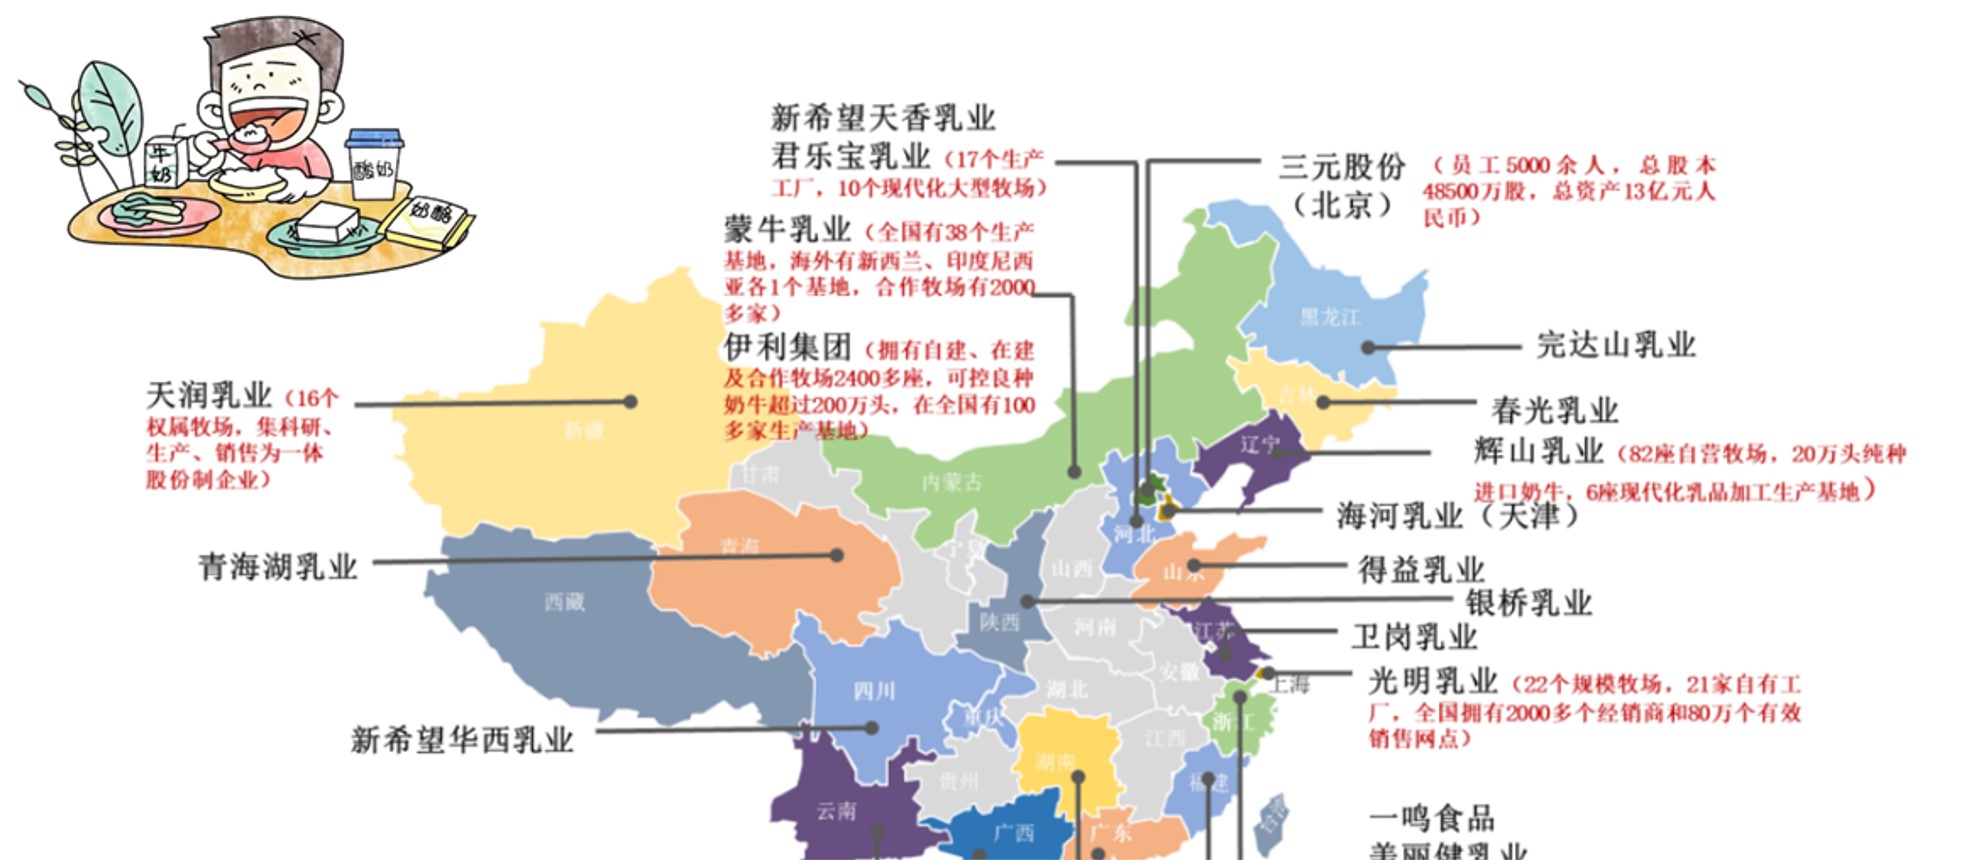 牛
奶
酸奶
奶酪
新希望天香乳业
君乐宝乳业（17个生产
工厂，10个现代化大型牧场）
三元股份
（北京）
（员工5000余人，总股本
48500万股，总资产13亿元人
民币）
蒙牛乳业（全国有38个生产
基地，海外有新西兰、印度尼西
亚各1个基地，合作牧场有2000
多家）
伊利集团（拥有自建、在建
及合作牧场2400多座，可控良种
奶牛超过200万头，在全国有100
多家生产基地）
黑龙江
完达山乳业
天润乳业（16个
权属牧场，集科研、
生产、销售为一体
股份制企业）
新疆
吉林
春光乳业
辽宁
辉山乳业（82座自营牧场，20万头纯种
进口奶牛，6座现代化乳品加工生产基地）
甘肃
内蒙古
海河乳业（天津）
河北
青海湖乳业
青海
宁夏
山西
山东
得益乳业
西藏
银桥乳业
陕西
河南
江苏
卫岗乳业
安徽
上海
光明乳业（22个规模牧场，21家自有工
厂，全国拥有2000多个经销商和80万个有效
销售网点）
四川
湖北
重庆
浙江
新希望华西乳业
江西
湖南
贵州
福建
云南
广西
广东
台湾
一鸣食品
美丽健乳业